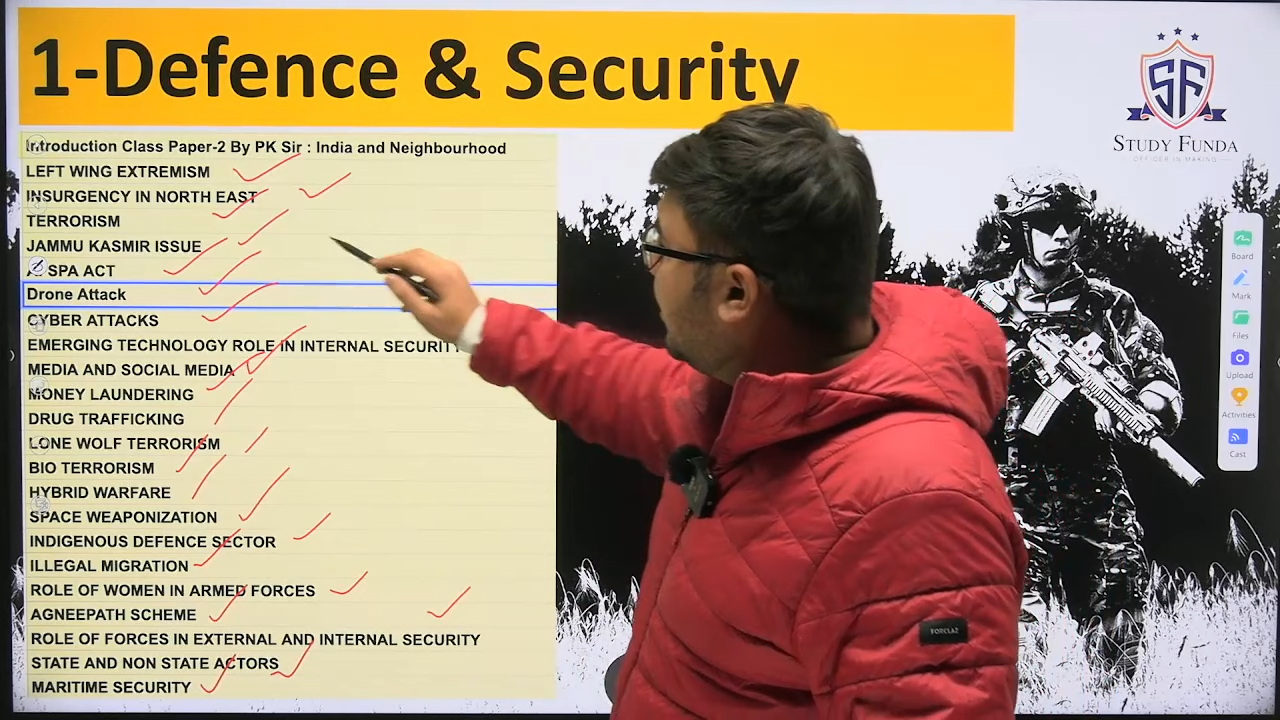 1-Defence & Security
Introduction Class Paper-2 By PK Sir : India and Neighbourhood
LEFT WING EXTREMISM
INSURGENCY IN NORTH EAST
TERRORISM
JAMMU KASMIR ISSUE
SPA ACT
Drone Attack
CYBER ATTACKS
EMERGING TECHNOLOGY ROLE IN INTERNAL SECURITY
MEDIA AND SOCIAL MEDIA
MONEY LAUNDERING
DRUG TRAFFICKING
LONE WOLF TERRORISM
BIO TERRORISM
HYBRID WARFARE
SPACE WEAPONIZATION
INDIGENOUS DEFENCE SECTOR
ILLEGAL MIGRATION
ROLE OF WOMEN IN ARMED FORCES
AGNEEPATH SCHEME
ROLE OF FORCES IN EXTERNAL AND INTERNAL SECURITY
STATE AND NON STATE ACTORS
MARITIME SECURITY
SF
STUDY FUNDA
OFFICER IN MAKING
Board
Mark
Files
Upload
Activities
Cast
FORCLAZ